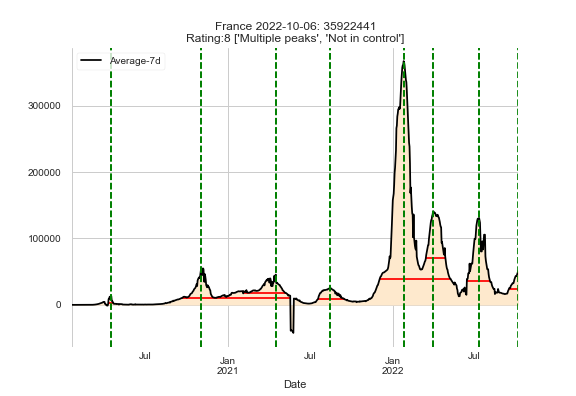 France 2022-10-06: 35922441
Rating:8 ['Multiple peaks', 'Not in control']
Average-7d
300000
200000
100000
0
Jul
Jan
2021
Jul
Jan
2022
Jul
Date